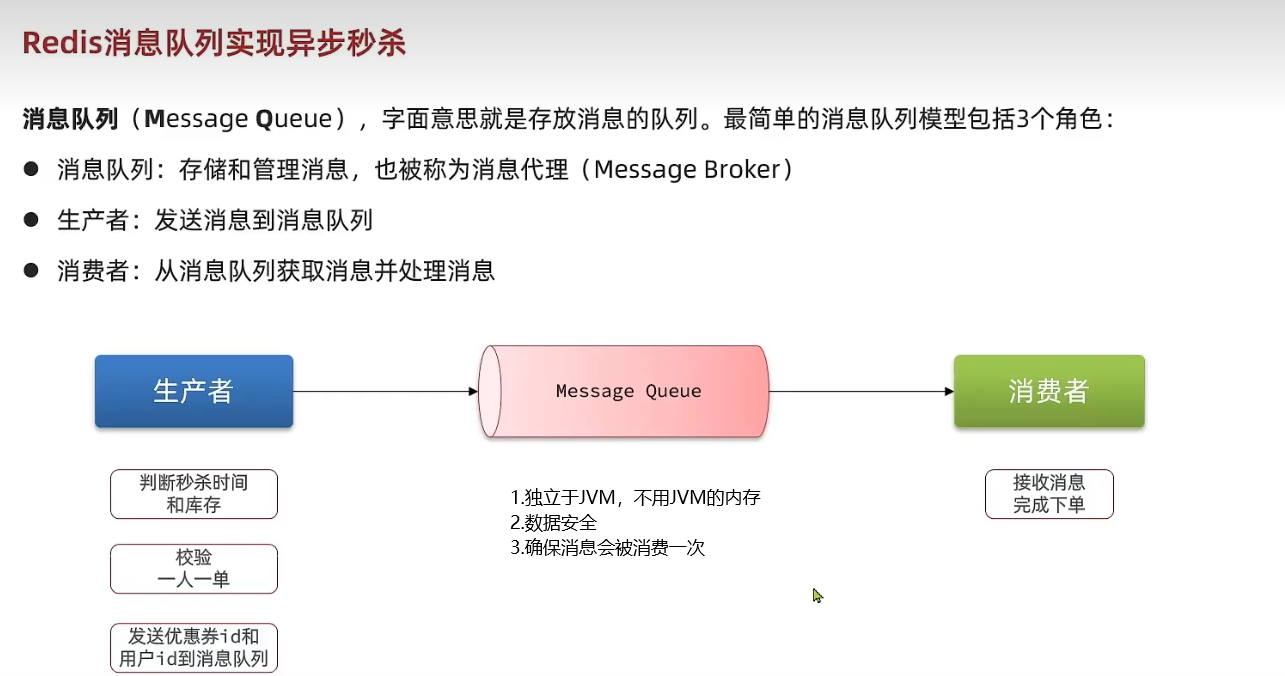 Redis消息队列实现异步秒杀
消息队列（Message Queue），字面意思就是存放消息的队列。最简单的消息队列模型包括3个角色：
● 消息队列：存储和管理消息，也被称为消息代理（Message Broker）
● 生产者：发送消息到消息队列
● 消费者：从消息队列获取消息并处理消息
生产者
Message Queue
消费者
判断秒杀时间
和库存
校验
一人一单
发送优惠券id和
用户id到消息队列
1.独立于JVM，不用JVM的内存
2.数据安全
3.确保消息会被消费一次
接收消息
完成下单